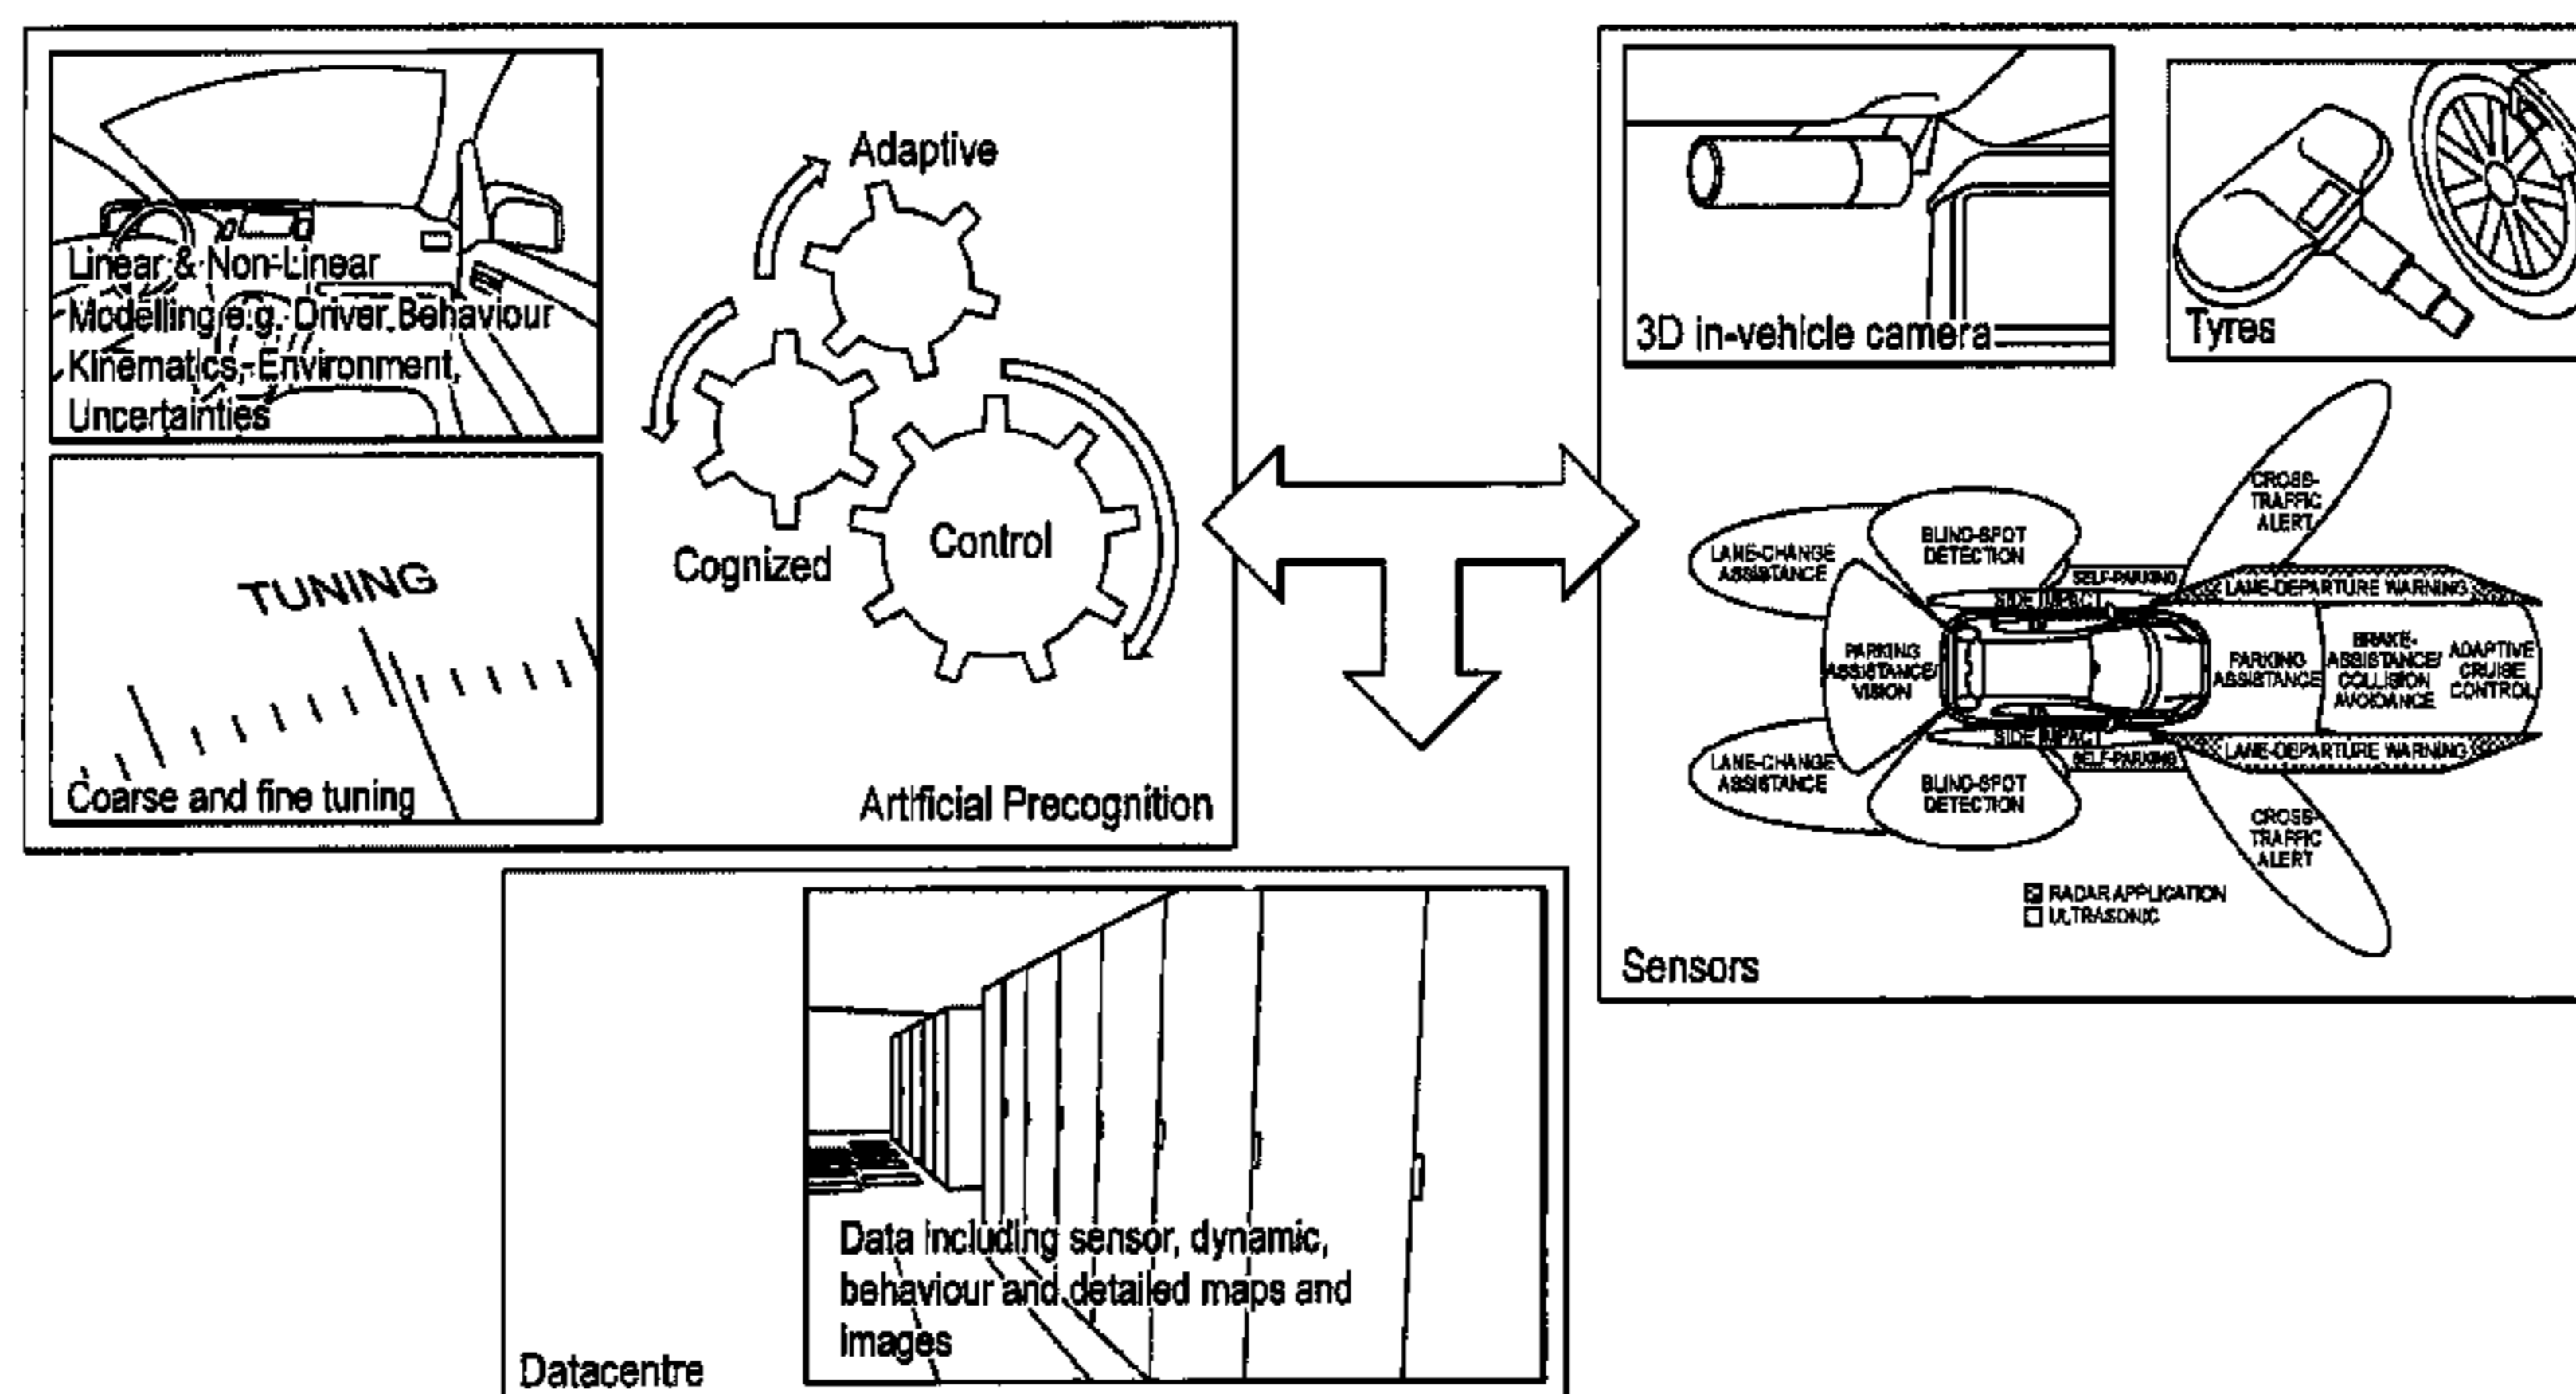 Linear & Non-Linear
Modelling e.g. Driver Behaviour
Kinematics, Environment,
Uncertainties
TUNING
Coarse and fine tuning
Adaptive
Cognized
Control
Artificial Precognition
3D in-vehicle camera
Tyres
CROSS-
TRAFFIC
ALERT
BLIND-SPOT
DETECTION
LANE-CHANGE
ASSISTANCE
SELF-PARKING
LANE-DEPARTURE WARNING
SIDE IMPACT
PARKING
ASSISTANCE/
VISION
PARKING
ASSISTANCE
BRAKE-
ASSISTANCE/
COLLISION
AVOIDANCE
ADAPTIVE
CRUISE
CONTROL
SIDE IMPACT
LANE-DEPARTURE WARNING
SELF-PARKING
LANE-CHANGE
ASSISTANCE
BLIND-SPOT
DETECTION
CROSS-
TRAFFIC
ALERT
RADAR APPLICATION
ULTRASONIC
Sensors
Data including sensor, dynamic,
behaviour and detailed maps and
images
Datacentre